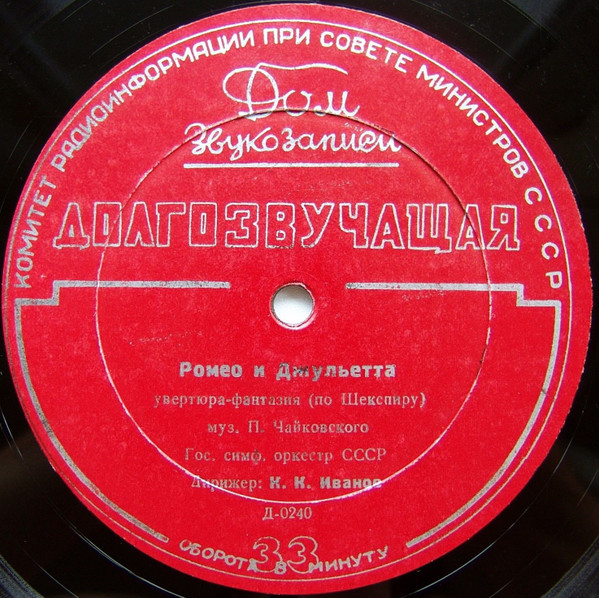 КОМИТЕТ РАДИОИНФОРМАЦИИ ПРИ СОВЕТЕ МИНИСТРОВ СССР
Дом
Звукозаписи
ДОЛГОЗВУЧАЩАЯ
Ромео и Джульетта
увертюра-фантазия (по Шекспиру)
муз. П. Чайковского
Гос. симф. оркестр СССР
Дирижер: К. К. Иванов
Д-0240
33
ОБОРОТА В МИНУТУ